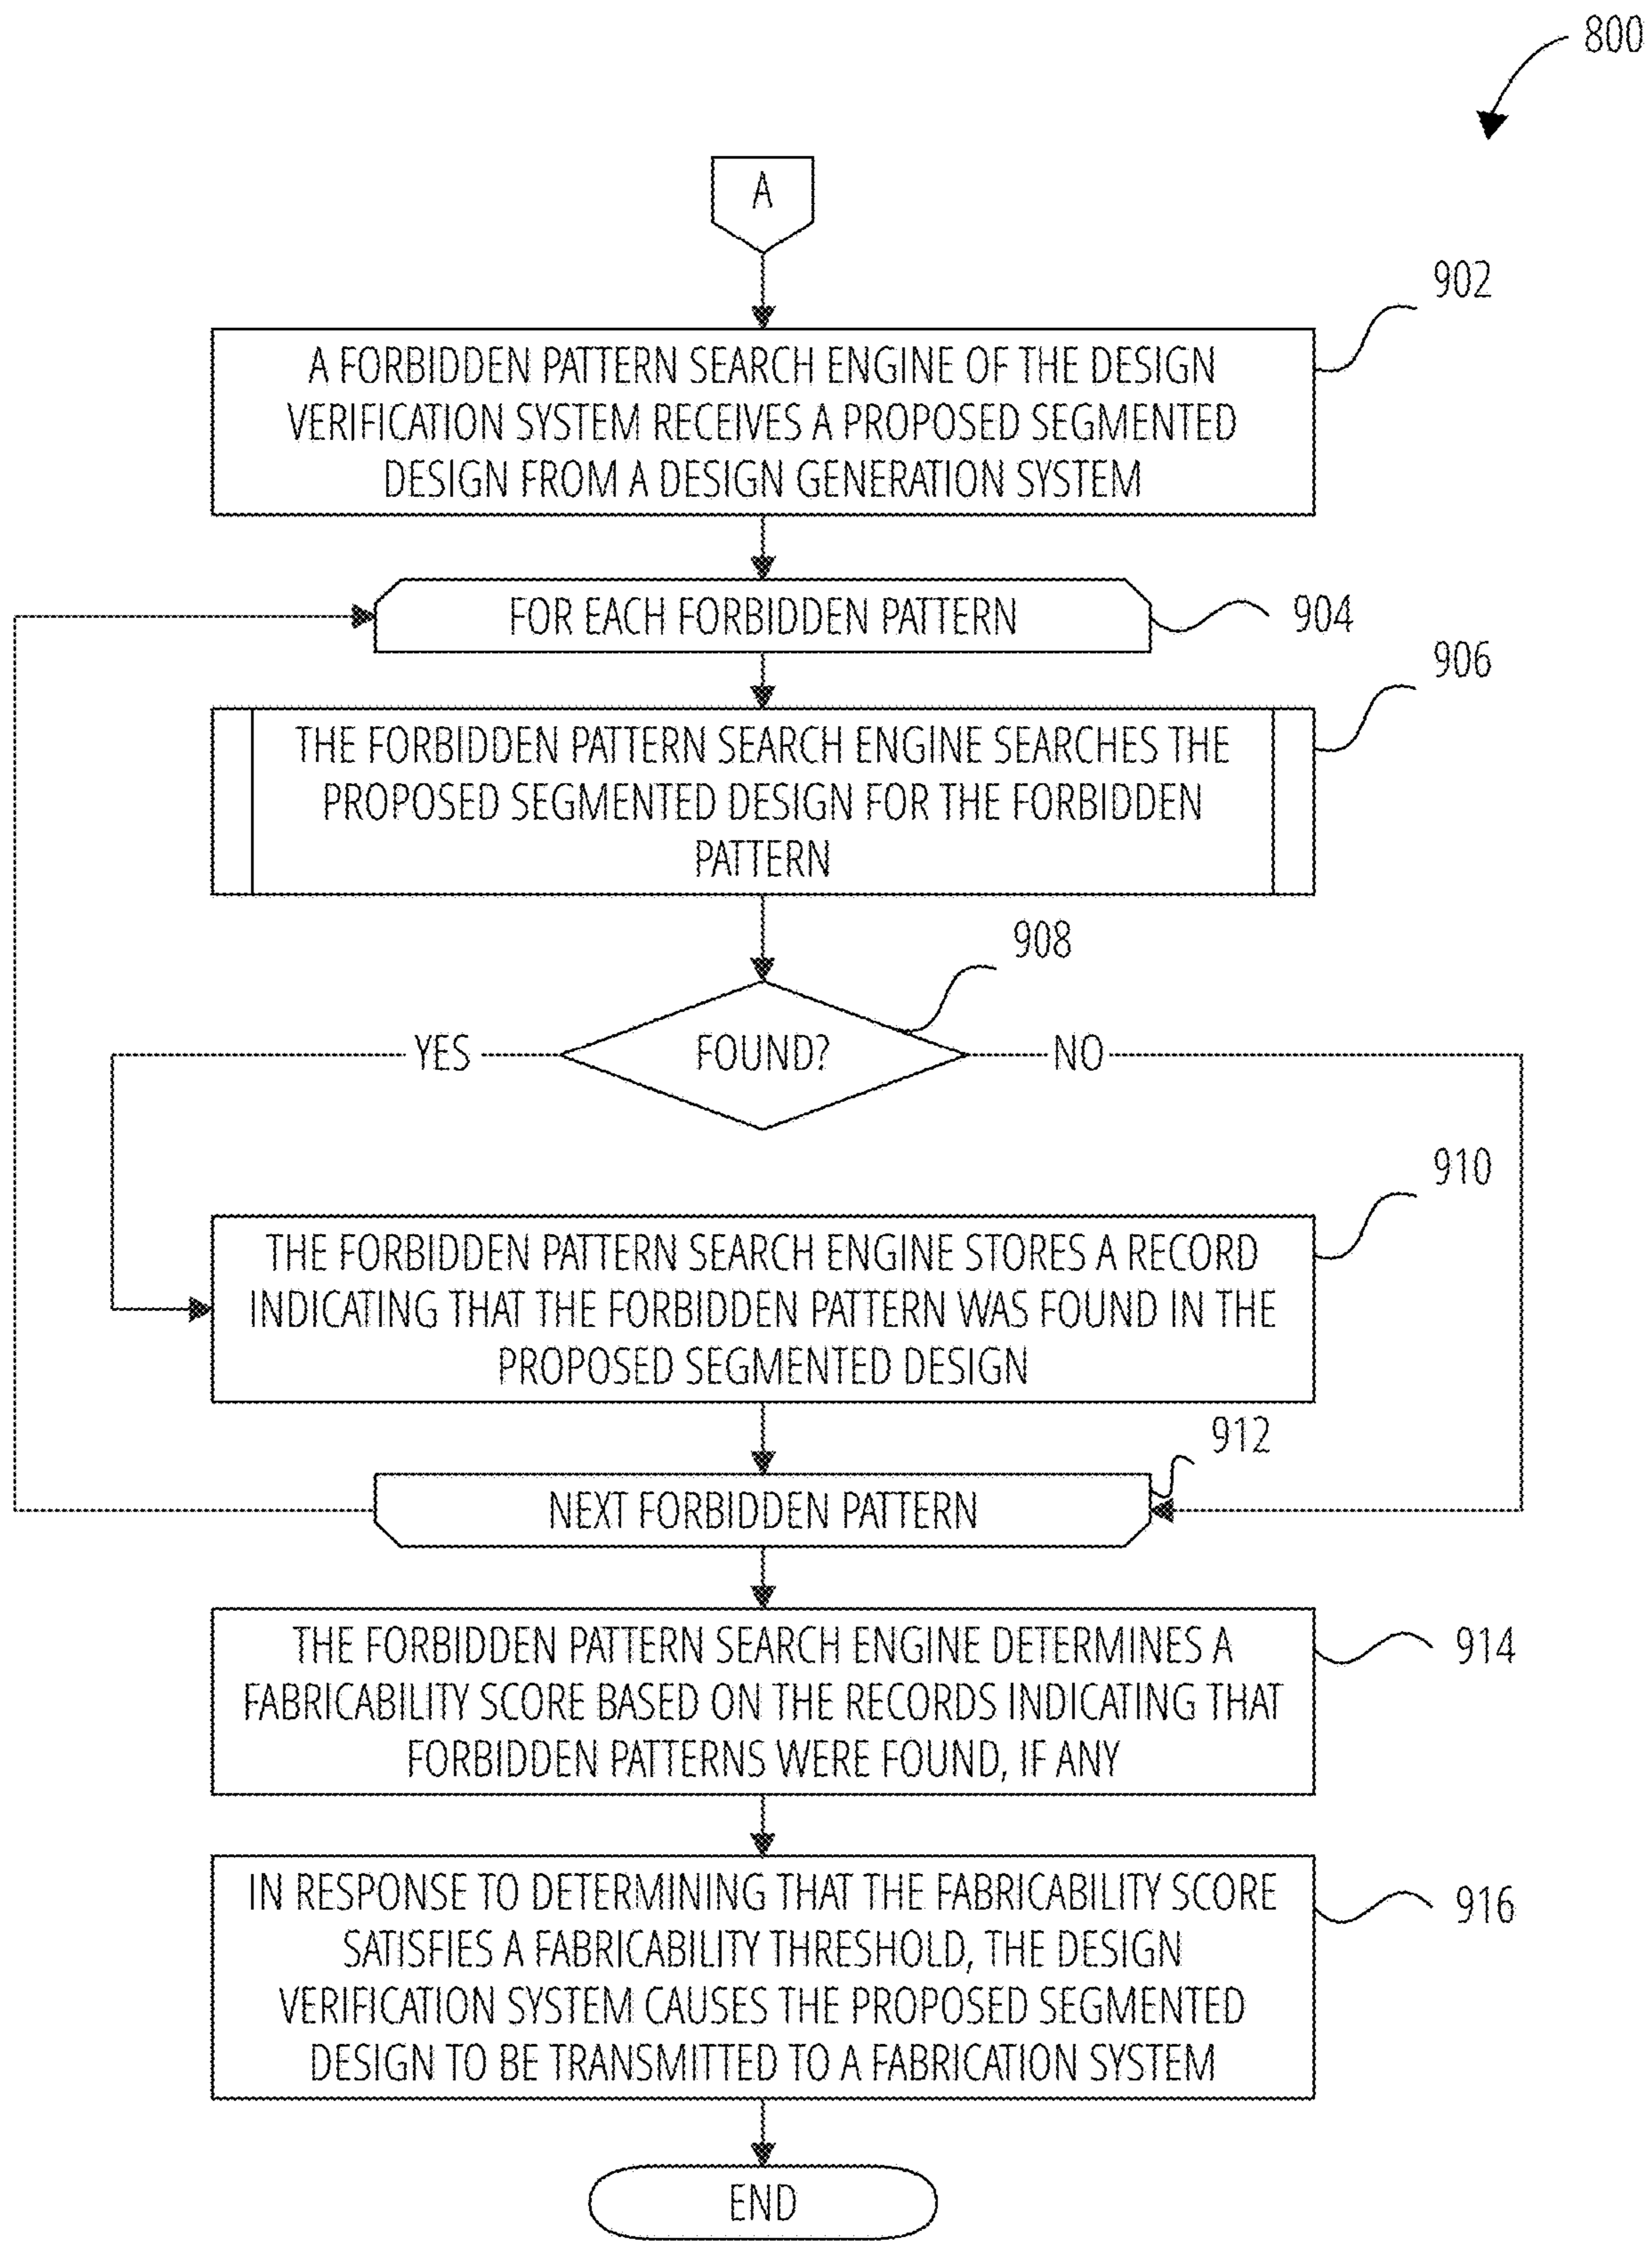 800
A
902
A FORBIDDEN PATTERN SEARCH ENGINE OF THE DESIGN
VERIFICATION SYSTEM RECEIVES A PROPOSED SEGMENTED
DESIGN FROM A DESIGN GENERATION SYSTEM
FOR EACH FORBIDDEN PATTERN
904
906
THE FORBIDDEN PATTERN SEARCH ENGINE SEARCHES THE
PROPOSED SEGMENTED DESIGN FOR THE FORBIDDEN
PATTERN
908
YES
FOUND?
NO
910
THE FORBIDDEN PATTERN SEARCH ENGINE STORES A RECORD
INDICATING THAT THE FORBIDDEN PATTERN WAS FOUND IN THE
PROPOSED SEGMENTED DESIGN
912
NEXT FORBIDDEN PATTERN
THE FORBIDDEN PATTERN SEARCH ENGINE DETERMINES A
FABRICABILITY SCORE BASED ON THE RECORDS INDICATING THAT
FORBIDDEN PATTERNS WERE FOUND, IF ANY
914
IN RESPONSE TO DETERMINING THAT THE FABRICABILITY SCORE
SATISFIES A FABRICABILITY THRESHOLD, THE DESIGN
VERIFICATION SYSTEM CAUSES THE PROPOSED SEGMENTED
DESIGN TO BE TRANSMITTED TO A FABRICATION SYSTEM
916
END